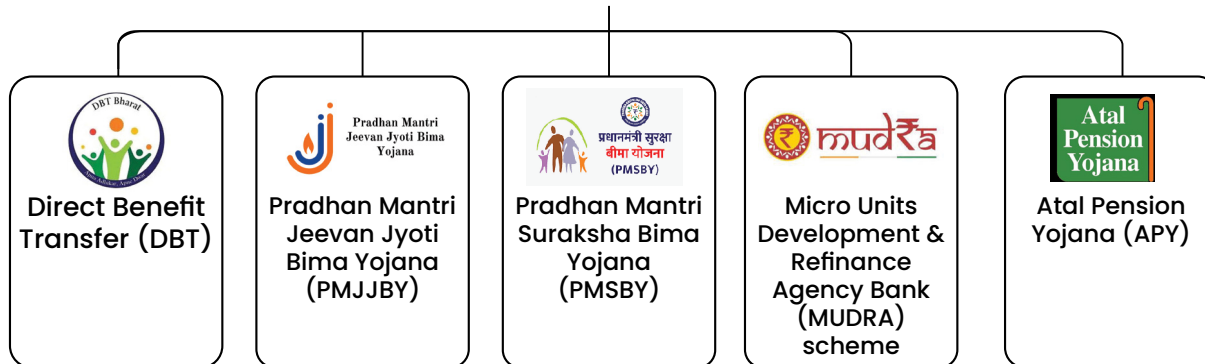 DBT Bharat
Direct Benefit
Transfer (DBT)
Pradhan Mantri
Jeevan Jyoti Bima
Yojana
Pradhan Mantri
Jeevan Jyoti
Bima Yojana
(PMJJBY)
प्रधानमंत्री सुरक्षा
बीमा योजना
(PMSBY)
Pradhan Mantri
Suraksha Bima
Yojana
(PMSBY)
₹ mud₹a
Micro Units
Development &
Refinance
Agency Bank
(MUDRA)
scheme
Atal
Pension
Yojana
Atal Pension
Yojana (APY)